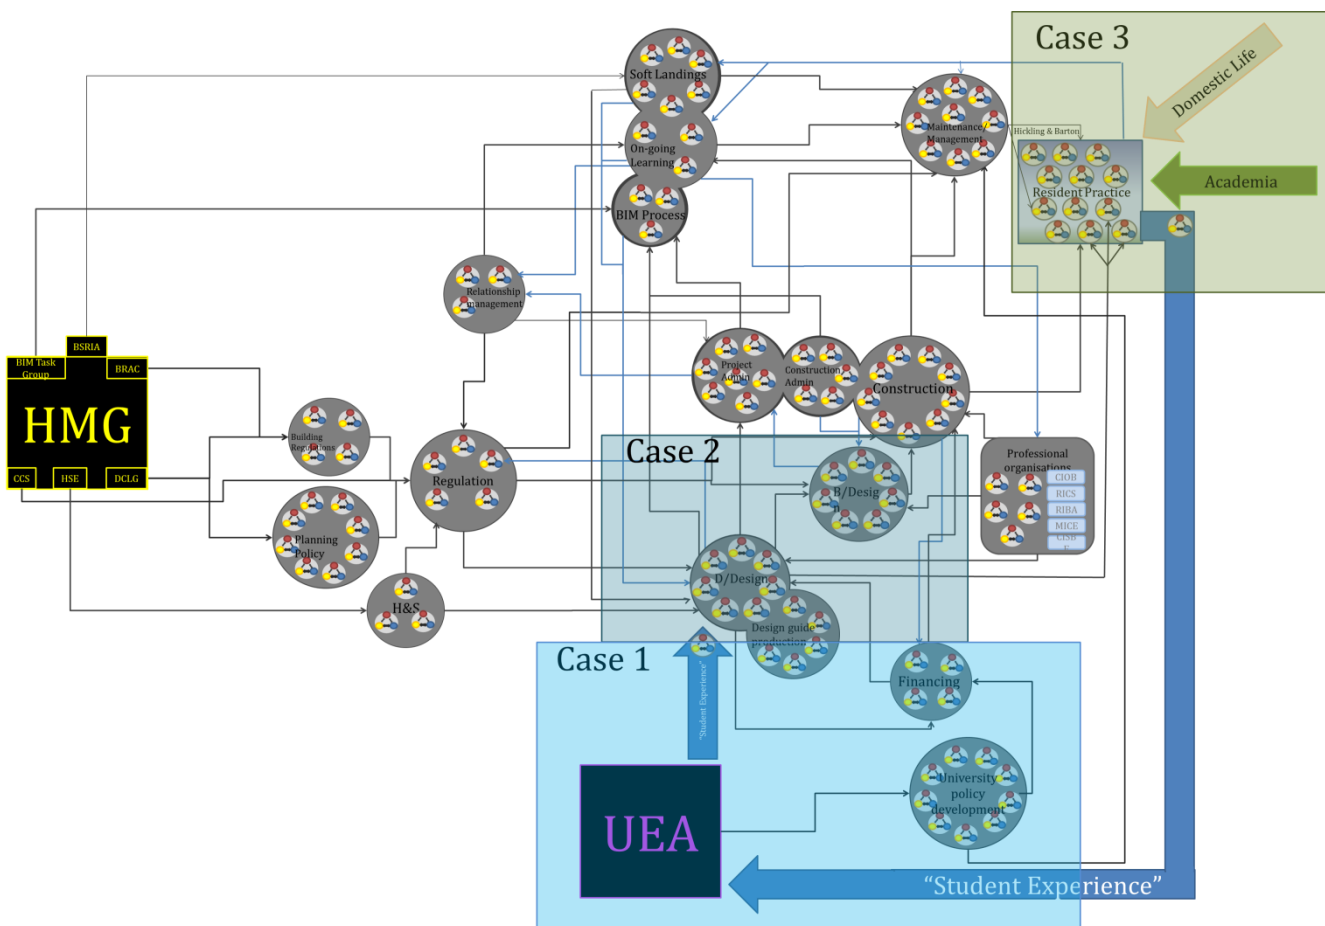 Case 3
Domestic Life
Soft Landings
Maintenance/
Management
Hickling & Barton
On-going
Learning
Academia
Resident Practice
BIM Process
Relationship
management
BSRIA
BIM Task
Group
BRAC
HMG
CCS
HSE
DCLG
Project
Admin
Construction
Admin
Construction
Building
Regulations
Case 2
Professional
organisations
CIOB
RICS
RIBA
MICE
CISB
E
Regulation
B/Desig
n
Planning
Policy
D/Design
H&S
Design guide
production
Case 1
"Student Experience"
Financing
University
policy
development
UEA
"Student Experience"